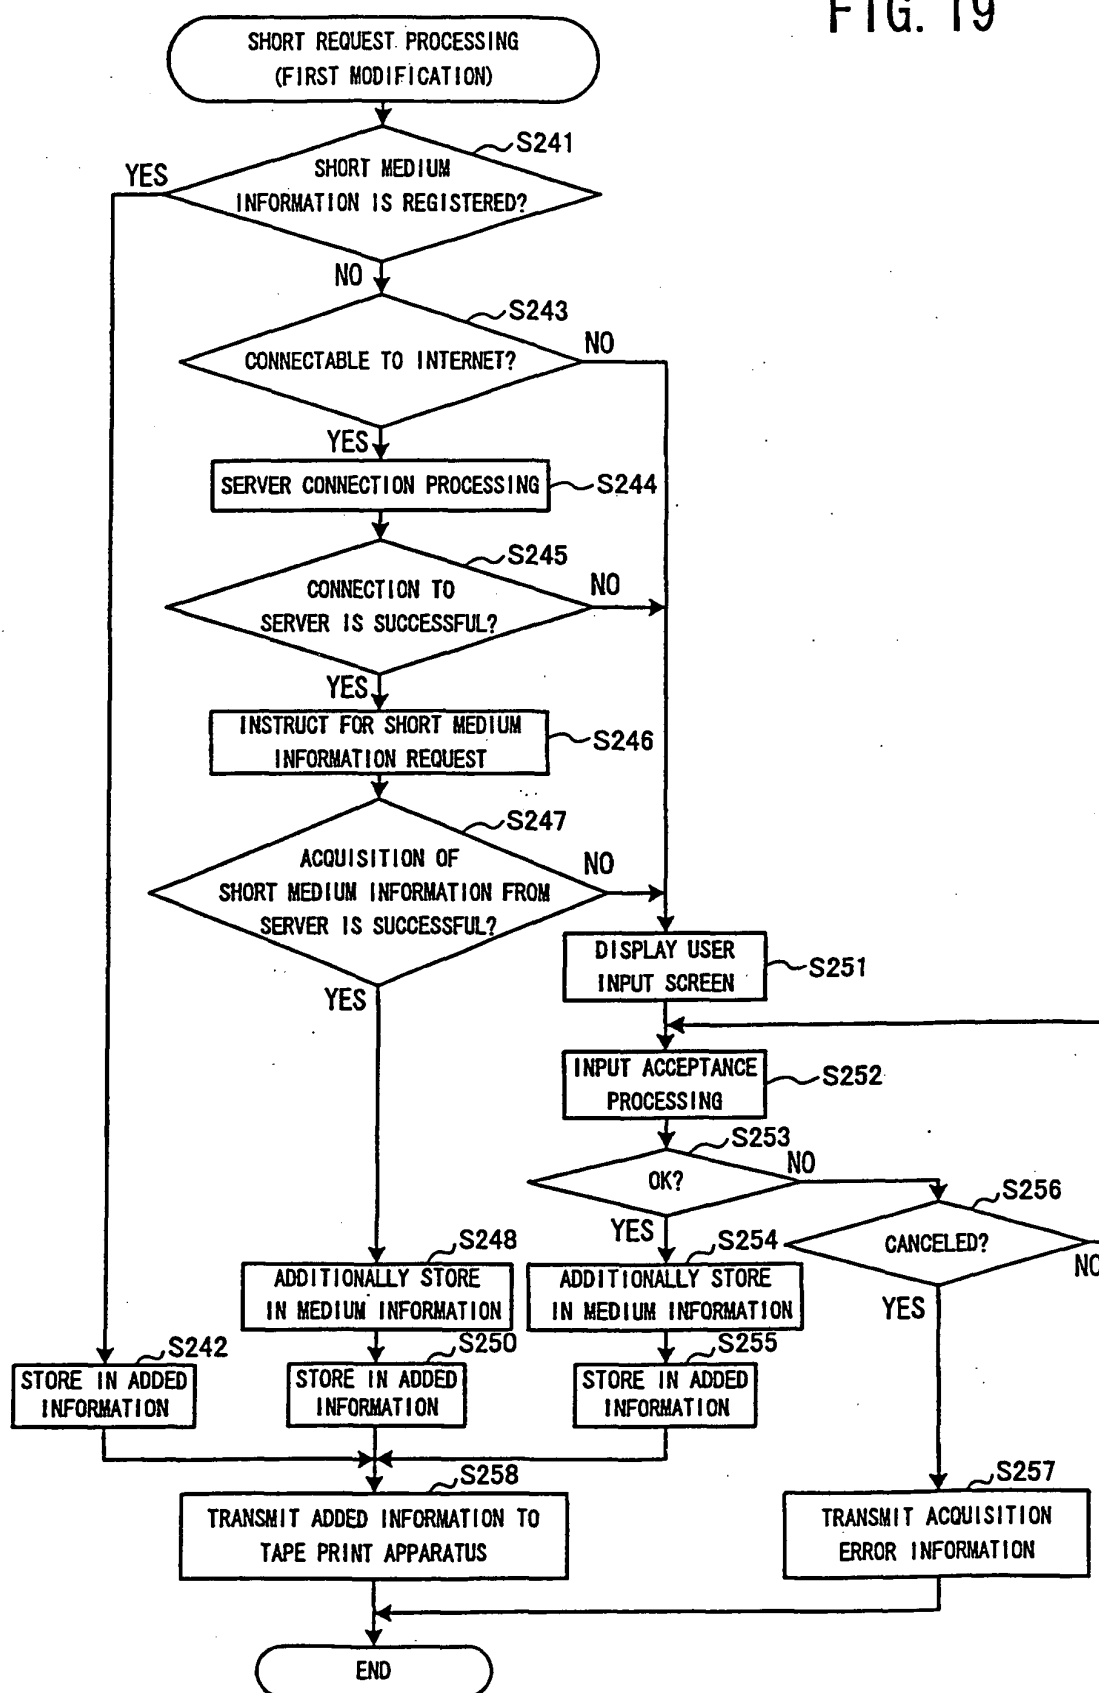 FIG. 19
SHORT REQUEST PROCESSING
(FIRST MODIFICATION)
S241
YES
SHORT MEDIUM
INFORMATION IS REGISTERED?
NO
S243
NO
CONNECTABLE TO INTERNET?
YES
SERVER CONNECTION PROCESSING
S244
S245
NO
CONNECTION TO
SERVER IS SUCCESSFUL?
YES
INSTRUCT FOR SHORT MEDIUM
INFORMATION REQUEST
S246
S247
NO
ACQUISITION OF
SHORT MEDIUM INFORMATION FROM
SERVER IS SUCCESSFUL?
YES
DISPLAY USER
INPUT SCREEN
S251
INPUT ACCEPTANCE
PROCESSING
S252
S253
NO
OK?
YES
S256
CANCELED?
NO
YES
S248
ADDITIONALLY STORE
IN MEDIUM INFORMATION
S254
ADDITIONALLY STORE
IN MEDIUM INFORMATION
S242
STORE IN ADDED
INFORMATION
S250
STORE IN ADDED
INFORMATION
S255
STORE IN ADDED
INFORMATION
S258
TRANSMIT ADDED INFORMATION TO
TAPE PRINT APPARATUS
S257
TRANSMIT ACQUISITION
ERROR INFORMATION
END